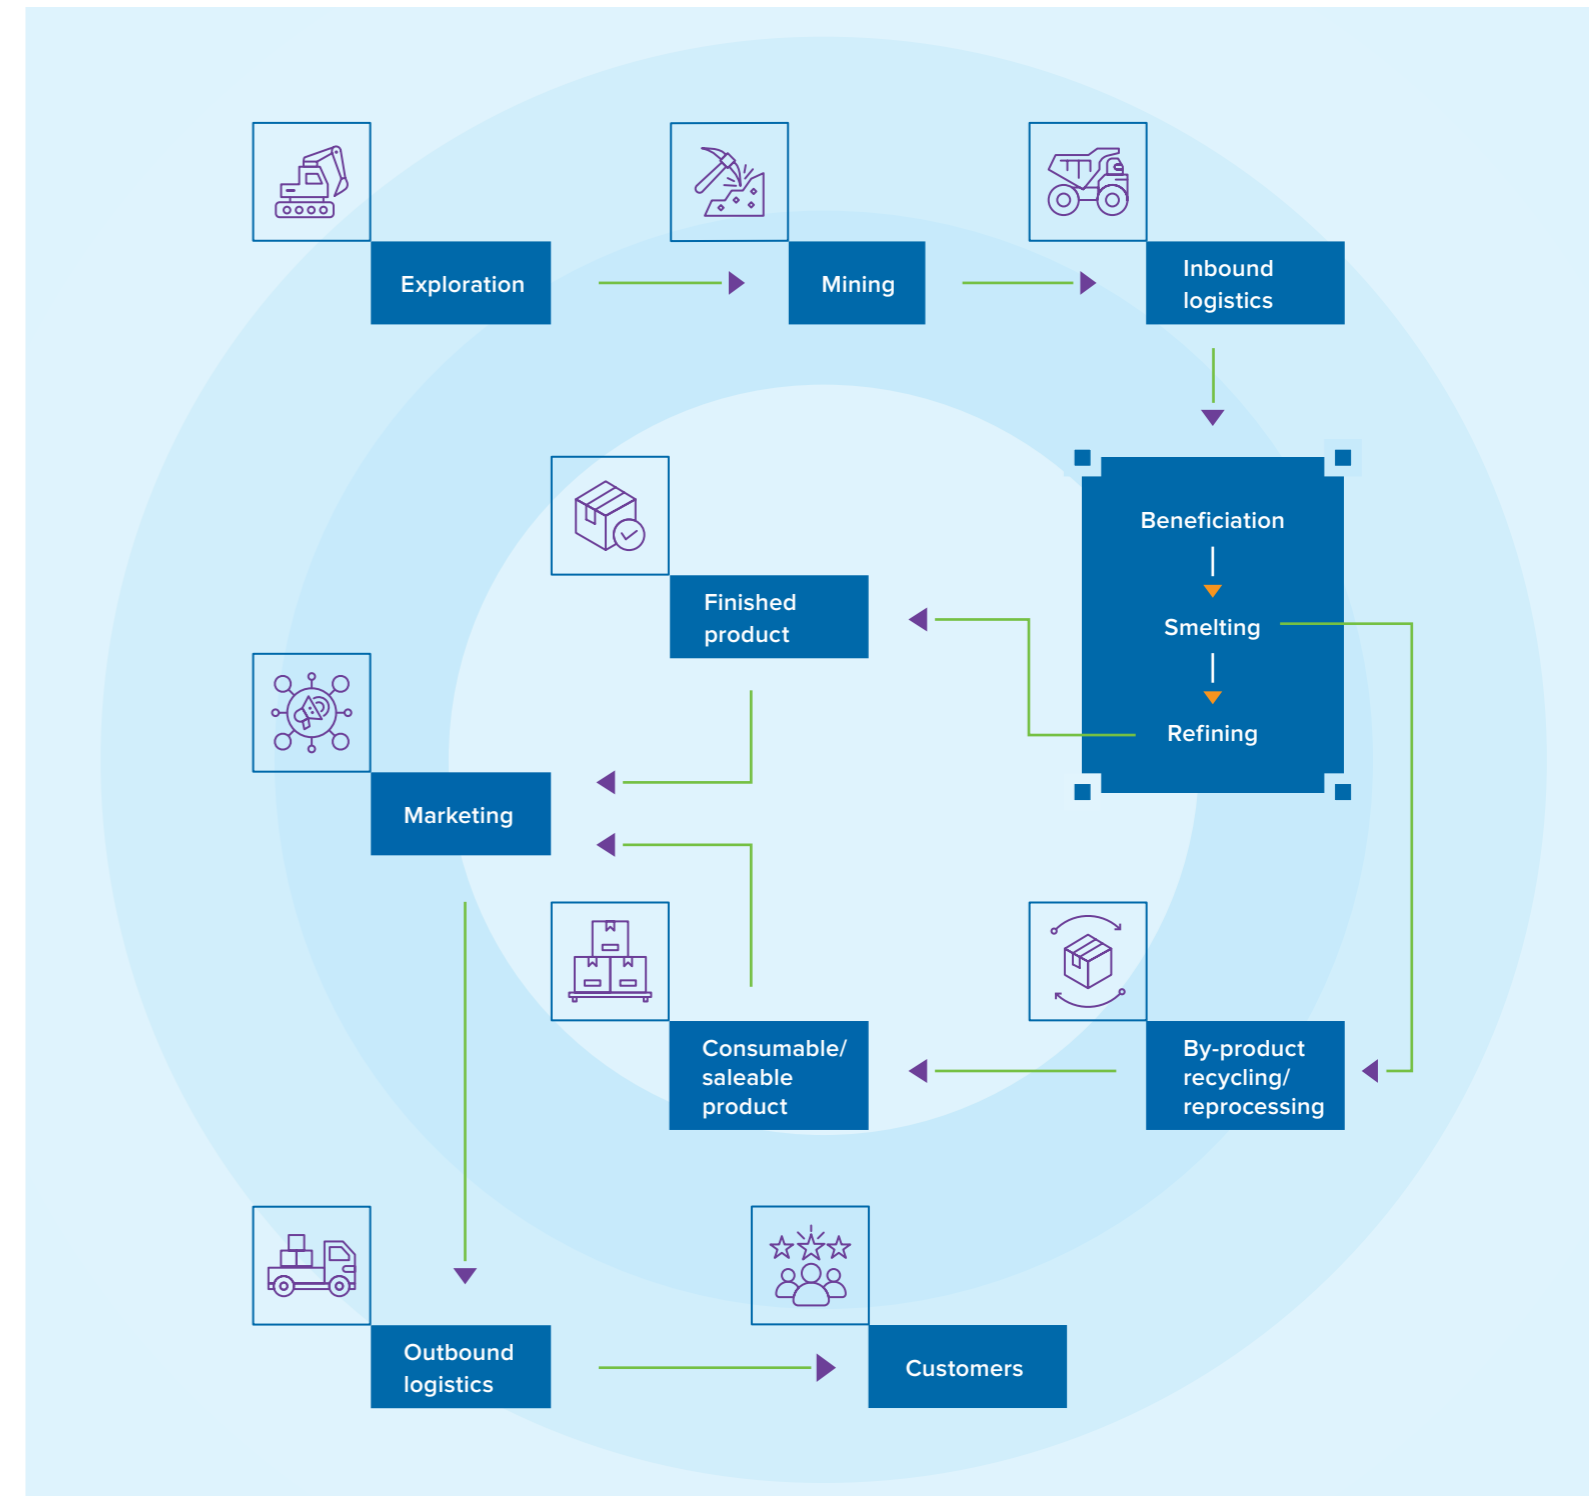 Exploration
Mining
Inbound
logistics
Beneficiation
Smelting
Refining
Finished
product
Marketing
Consumable/
saleable
product
By-product
recycling/
reprocessing
Outbound
logistics
Customers